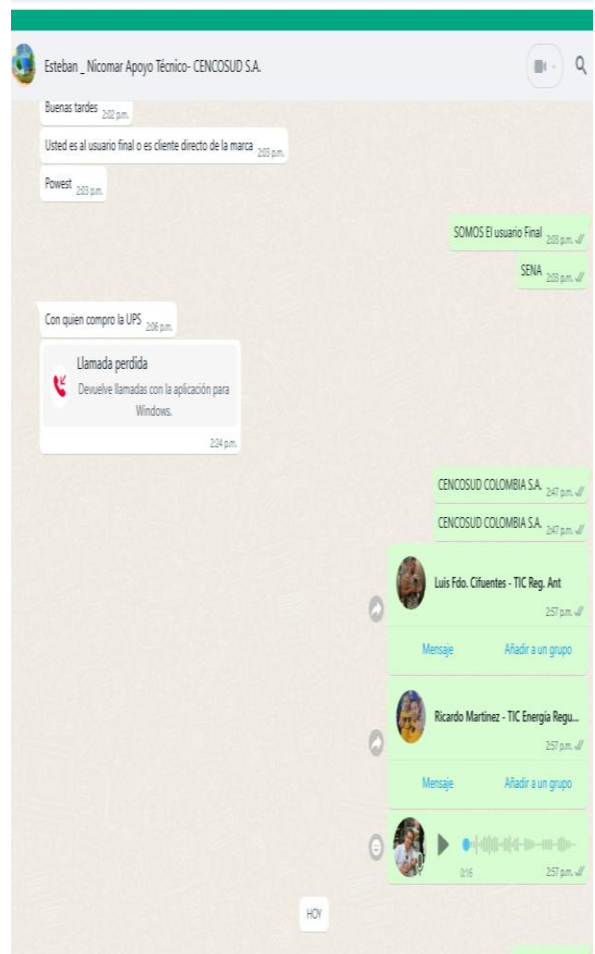 Esteban _ Nicomar Apoyo Técnico- CENCOSUD S.A.
Buenas tardes 2:02 p.m.
Usted es al usuario final o es cliente directo de la marca 2:03 p.m.
Powest 2:03 p.m.
SOMOS El usuario Final 2:03 p.m.
SENA 2:03 p.m.
Con quien compro la UPS 2:06 p.m.
Llamada perdida
Devuelve llamadas con la aplicación para
Windows.
2:24 p.m.
CENCOSUD COLOMBIA S.A. 2:47 p.m.
CENCOSUD COLOMBIA S.A. 2:47 p.m.
Luis Fdo. Cifuentes - TIC Reg. Ant
2:57 p.m.
Mensaje Añadir a un grupo
Ricardo Martinez - TIC Energía Regu...
2:57 p.m.
Mensaje Añadir a un grupo
0:16 2:57 p.m.
HOY